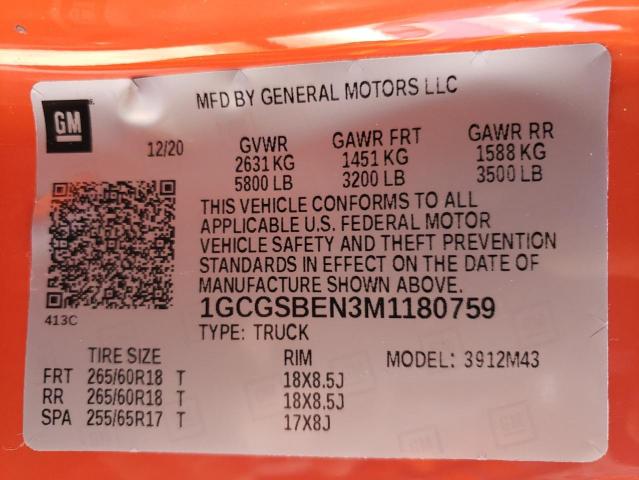 MFD BY GENERAL MOTORS LLC
GM
12/20 GVWR GAWR FRT GAWR RR
2631 KG 1451 KG 1588 KG
5800 LB 3200 LB 3500 LB
THIS VEHICLE CONFORMS TO ALL
APPLICABLE U.S. FEDERAL MOTOR
VEHICLE SAFETY AND THEFT PREVENTION
STANDARDS IN EFFECT ON THE DATE OF
MANUFACTURE SHOWN ABOVE.
413C
1GCGSBEN3M1180759
TYPE: TRUCK
TIRE SIZE RIM MODEL: 3912M43
FRT 265/60R18 T 18X8.5J
RR 265/60R18 T 18X8.5J
SPA 255/65R17 T 17X8J